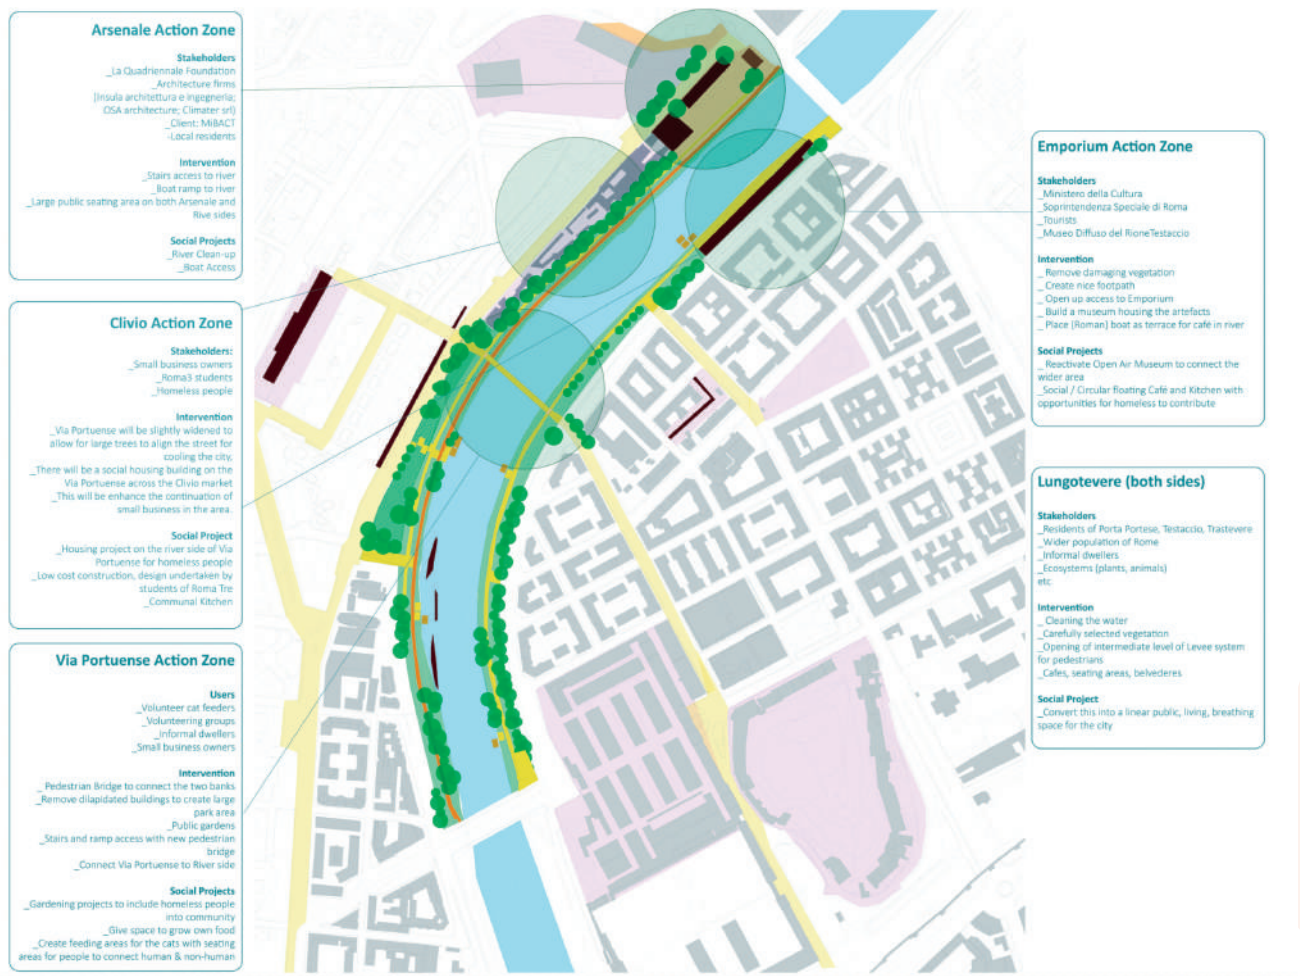 Arsenale Action Zone
Stakeholders
_La Quadriennale Foundation
_Architecture firms
(Insula architettura e ingegneria;
OSA architecture; Climater srl)
_Client: MiBACT
-Local residents
Intervention
_Stairs access to river
_Boat ramp to river
_Large public seating area on both Arsenale and
Rive sides
Social Projects
_River Clean-up
_Boat Access
Clivio Action Zone
Stakeholders:
_Small business owners
_Roma3 students
_Homeless people
Intervention
_Via Portuense will be slightly widened to
allow for large trees to align the street for
cooling the city,
_There will be a social housing building on the
Via Portuense across the Clivio market
_This will be enhance the continuation of
small business in the area.
Social Project
_Housing project on the river side of Via
Portuense for homeless people
_Low cost construction, design undertaken by
students of Roma Tre
_Communal Kitchen
Via Portuense Action Zone
Users
_Volunteer cat feeders
_Volunteering groups
_Informal dwellers
_Small business owners
Intervention
_ Pedestrian Bridge to connect the two banks
_Remove dilapidated buildings to create large
park area
_Public gardens
_Stairs and ramp access with new pedestrian
bridge
_Connect Via Portuense to River side
Social Projects
_Gardening projects to include homeless people
into community
_Give space to grow own food
_Create feeding areas for the cats with seating
areas for people to connect human & non-human
Emporium Action Zone
Stakeholders
_Ministero della Cultura
_Soprintendenza Speciale di Roma
_Tourists
_Museo Diffuso del RioneTestaccio
Intervention
_ Remove damaging vegetation
_ Create nice footpath
_ Open up access to Emporium
_ Build a museum housing the artefacts
_ Place (Roman) boat as terrace for café in river
Social Projects
_ Reactivate Open Air Museum to connect the
wider area
_Social / Circular floating Café and Kitchen with
opportunities for homeless to contribute
Lungotevere (both sides)
Stakeholders
_Residents of Porta Portese, Testaccio, Trastevere
_Wider population of Rome
_Informal dwellers
_Ecosystems (plants, animals)
etc
Intervention
_ Cleaning the water
_Carefully selected vegetation
_Opening of intermediate level of Levee system
for pedestrians
_Cafes, seating areas, belvederes
Social Project
_Convert this into a linear public, living, breathing
space for the city